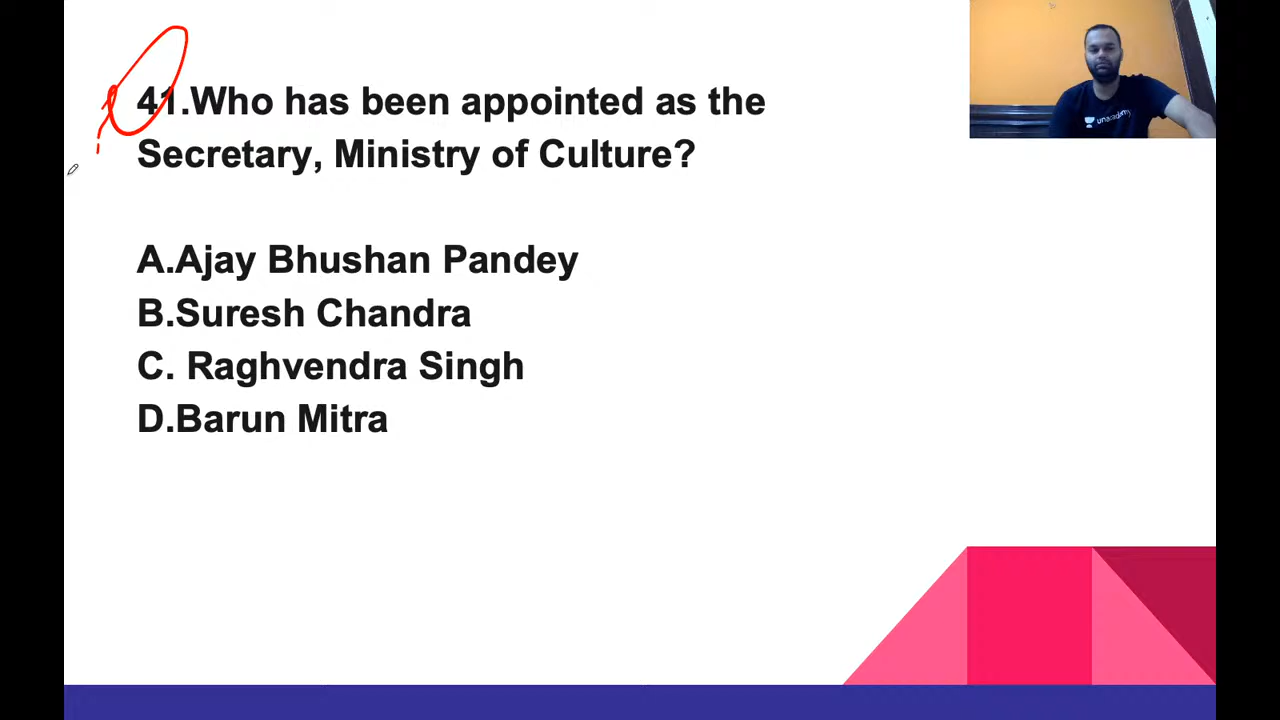 41.Who has been appointed as the
Secretary, Ministry of Culture?
A.Ajay Bhushan Pandey
B.Suresh Chandra
C. Raghvendra Singh
D.Barun Mitra
unacademy